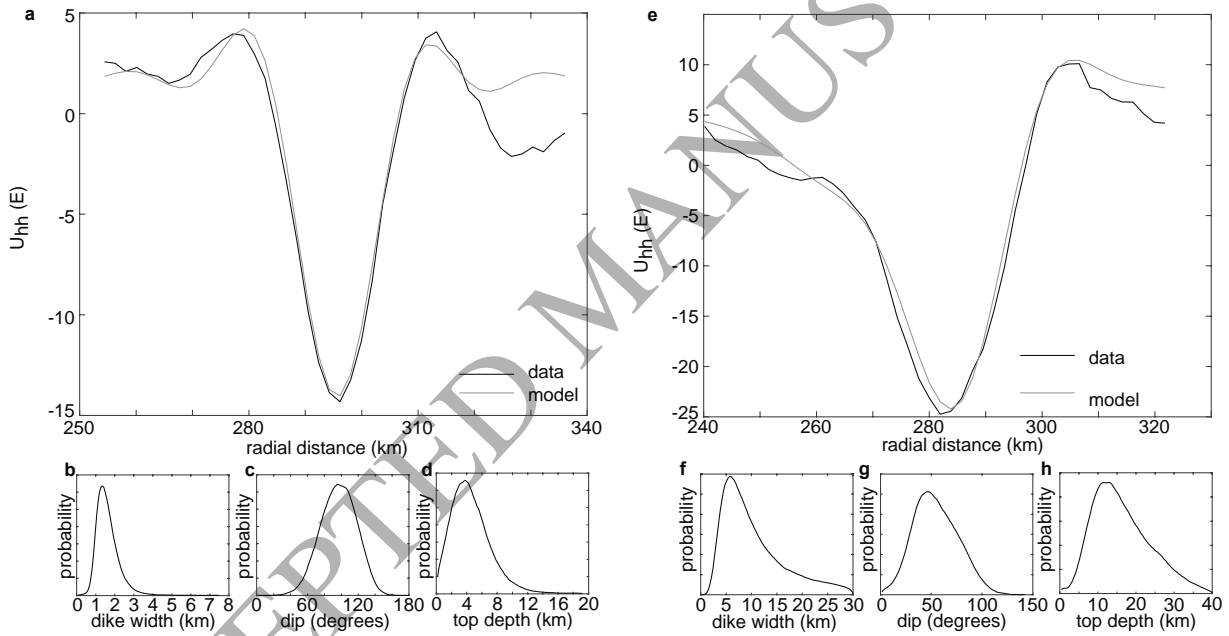 a
5
0
-5
-10
-15
U_hh (E)
data
model
250 280 310 340
radial distance (km)
e
10
5
0
-5
-10
-15
-20
-25
U_hh (E)
data
model
240 260 280 300 320
radial distance (km)
b
probability
0 1 2 3 4 5 6 7 8
dike width (km)
c
probability
0 60 120 180
dip (degrees)
d
probability
0 4 8 12 16 20
top depth (km)
f
probability
0 5 10 15 20 25 30
dike width (km)
g
probability
0 50 100 150
dip (degrees)
h
probability
0 10 20 30 40
top depth (km)
EPTED MANUS